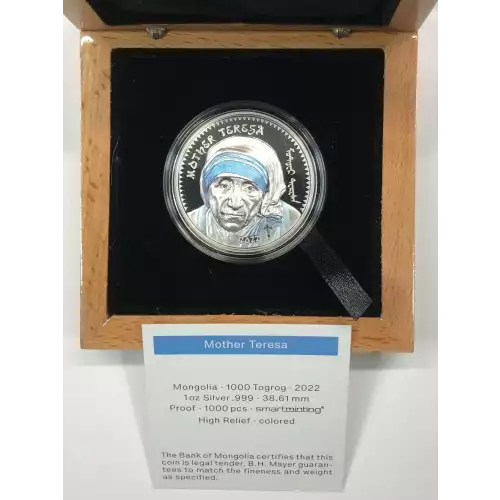 MOTHER TERESA
2022
Mother Teresa
Mongolia · 1000 Togrog · 2022
1oz Silver .999 · 38.61mm
Proof · 1000 pcs · smartminting®
High Relief · colored
The Bank of Mongolia certifies that this
coin is legal tender, B.H. Mayer guaran-
tees to match the fineness and weight
as specified.